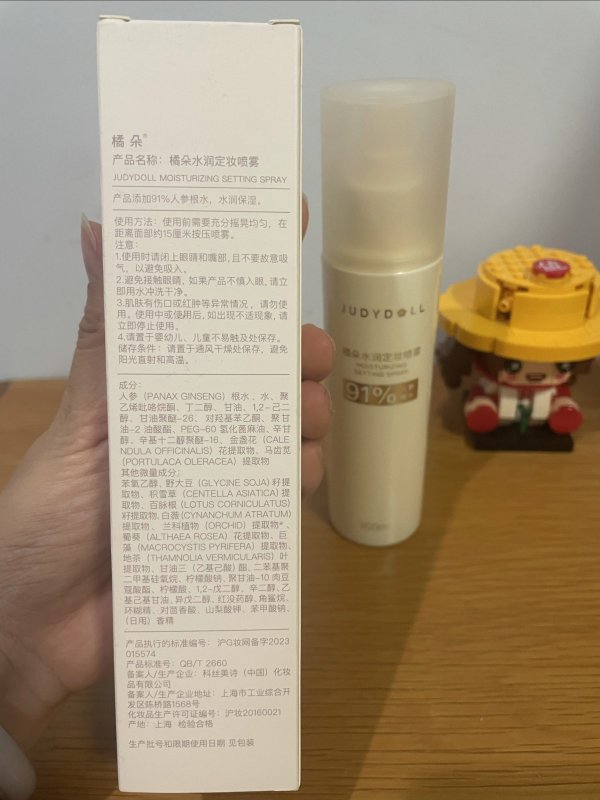 橘朵®
产品名称：橘朵水润定妆喷雾
JUDYDOLL MOISTURIZING SETTING SPRAY
产品添加91%人参根水，水润保湿。
使用方法：使用前需要充分摇晃均匀，在
距离面部约15厘米按压喷雾。
注意：
1.使用时请闭上眼睛和嘴部,且不要故意吸
气，以避免吸入。
2.避免接触眼睛，如果产品不慎入眼,请立
即用水冲洗干净。
3.肌肤有伤口或红肿等异常情况，请勿使
用。使用中或使用后,如出现不适现象,请
立即停止使用。
4.请置于婴幼儿、儿童不易触及处保存。
储存条件：请置于通风干燥处保存，避免
阳光直射和高温。
成分：
人参（PANAX GINSENG）根水、水、聚
乙烯吡咯烷酮、丁二醇、甘油、1,2-己二
醇、甘油聚醚-26、对羟基苯乙酮、聚甘
油-2 油酸酯、PEG-60 氢化蓖麻油、辛甘
醇、辛基十二醇聚醚-16、金盏花（CALE
NDULA OFFICINALIS）花提取物、马齿苋
（PORTULACA OLERACEA）提取物
其他微量成分：
苯氧乙醇、野大豆（GLYCINE SOJA)籽提
取物、积雪草（CENTELLA ASIATICA)提
取物、百脉根（LOTUS CORNICULATUS)
籽提取物,白薇(CYNANCHUM ATRATUM)
提取物、兰科植物（ORCHID）提取物*、
蜀葵（ALTHAEA ROSEA）花提取物、巨
藻（MACROCYSTIS PYRIFERA）提取物、
地茶（THAMNOLIA VERMICULARIS）叶
提取物、甘油三（乙基己酸）酯、二苯基聚
二甲基硅氧烷、柠檬酸钠、聚甘油-10 肉豆
蔻酸酯、柠檬酸、1,2-戊二醇、辛二醇、乙
基己基甘油、异戊二醇、红没药醇、角鲨烷、
环糊精、对茴香酸、山梨酸钾、苯甲酸钠、
（日用）香精
产品执行的标准编号：沪G妆网备字2023
015574
产品标准号：QB/T 2660
备案人/生产企业：科丝美诗（中国）化妆
品有限公司
备案人/生产企业地址：上海市工业综合开
发区陈桥路1568号
化妆品生产许可证编号：沪妆20160021
产地：上海 检验合格
生产批号和限期使用日期 见包装
JUDYDOLL
橘朵水润定妆喷雾
MOISTURIZING
SETTING SPRAY
91%